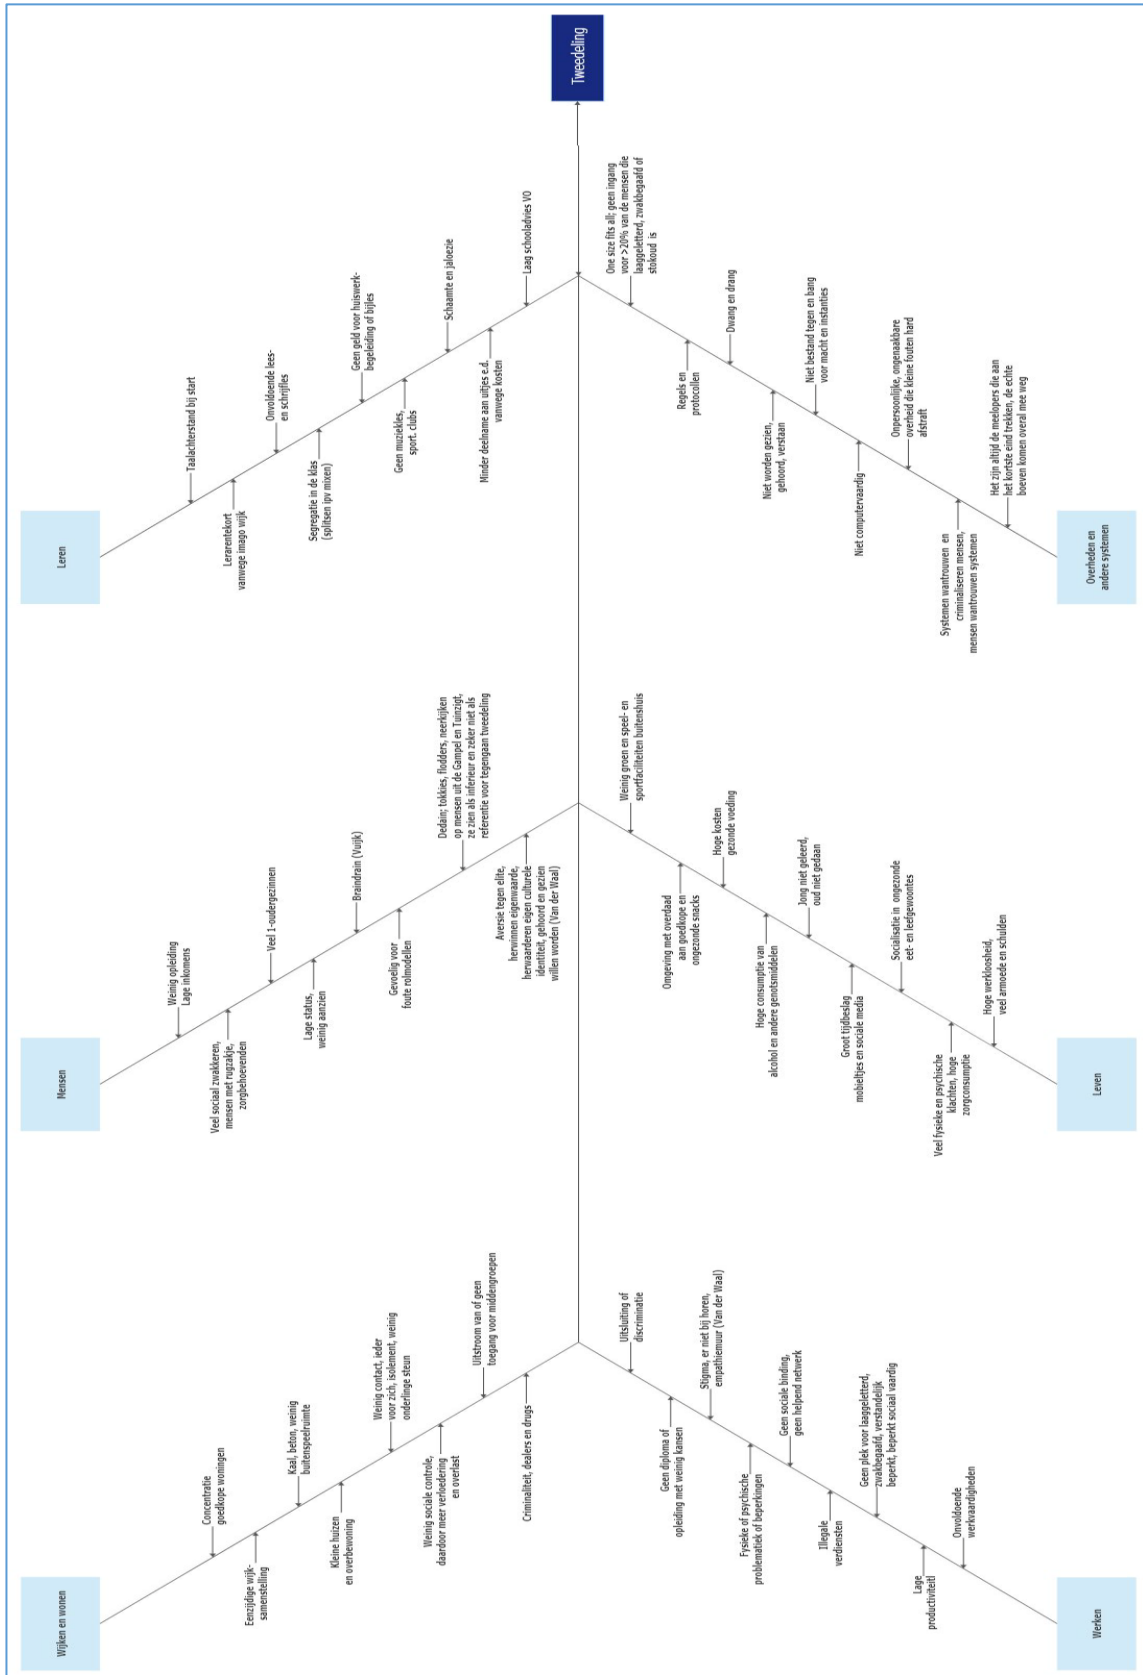 Wijken en wonen
Concentratie
goedkope woningen
Eenzijdige wijk-
samenstelling
Kaal, beton, weinig
buitenspeelruimte
Kleine huizen
en overbewoning
Weinig contact, ieder
voor zich, isolement, weinig
onderlinge steun
Weinig sociale controle,
daardoor meer verloedering
en overlast
Uitstroom van of geen
toegang voor middengroepen
Criminaliteit, dealers en drugs
Mensen
Weinig opleiding
Lage inkomens
Veel sociaal zwakkeren,
mensen met rugzakje,
zorgbehoevenden
Veel 1-oudergezinnen
Lage status,
weinig aanzien
Braindrain (Vuijk)
Gevoelig voor
foute rolmodellen
Dedain; tokkies, flodders, neerkijken
op mensen uit de Gampel en Tuinzigt,
ze zien als inferieur en zeker niet als
referentie voor tegengaan tweedeling
Aversie tegen elite,
herwinnen eigenwaarde,
herwaarderen eigen culturele
identiteit, gehoord en gezien
willen worden (Van der Waal)
Leren
Taalachterstand bij start
Lerarentekort
vanwege imago wijk
Onvoldoende lees-
en schrijfles
Segregatie in de klas
(splitsen ipv mixen)
Geen geld voor huiswerk-
begeleiding of bijles
Geen muziekles,
sport, clubs
Schaamte en jaloezie
Minder deelname aan uitjes e.d.
vanwege kosten
Laag schooladvies VO
Tweedeling
Werken
Uitsluiting of
discriminatie
Geen diploma of
opleiding met weinig kansen
Stigma, er niet bij horen,
empathiemuur (Van der Waal)
Fysieke of psychische
problematiek of beperkingen
Geen sociale binding,
geen helpend netwerk
Illegale
verdiensten
Geen plek voor laaggeletterd,
zwakbegaafd, verstandelijk
beperkt, beperkt sociaal vaardig
Lage
productiviteitl
Onvoldoende
werkvaardigheden
Leven
Weinig groen en speel- en
sportfaciliteiten buitenshuis
Omgeving met overdaad
aan goedkope en
ongezonde snacks
Hoge kosten
gezonde voeding
Hoge consumptie van
alcohol en andere genotsmiddelen
Jong niet geleerd,
oud niet gedaan
Groot tijdbeslag
mobieltjes en sociale media
Socialisatie in ongezonde
eet- en leefgewoontes
Veel fysieke en psychische
klachten, hoge
zorgconsumptie
Hoge werkloosheid,
veel armoede en schulden
Overheden en
andere systemen
One size fits all; geen ingang
voor >20% van de mensen die
laaggeletterd, zwakbegaafd of
stokoud is
Regels en
protocollen
Dwang en drang
Niet worden gezien,
gehoord, verstaan
Niet bestand tegen en bang
voor macht en instanties
Niet computervaardig
Onpersoonlijke, ongenaakbare
overheid die kleine fouten hard
afstraft
Systemen wantrouwen en
criminaliseren mensen,
mensen wantrouwen systemen
Het zijn altijd de meelopers die aan
het kortste eind trekken, de echte
boeven komen overal mee weg